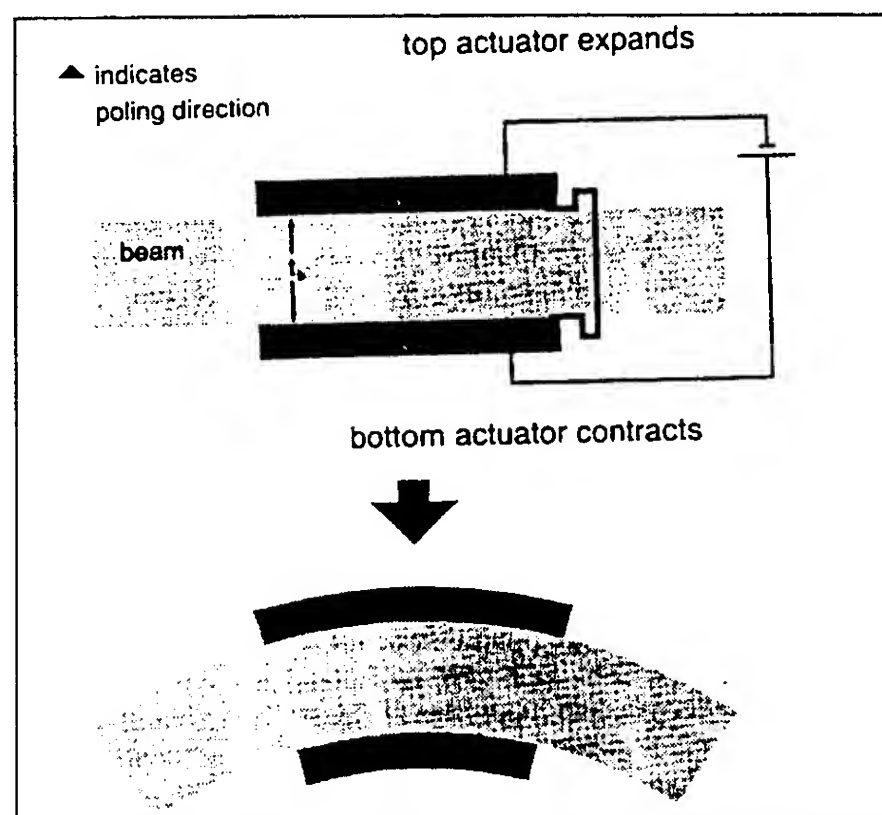 top actuator expands
▲ indicates
poling direction
beam
bottom actuator contracts